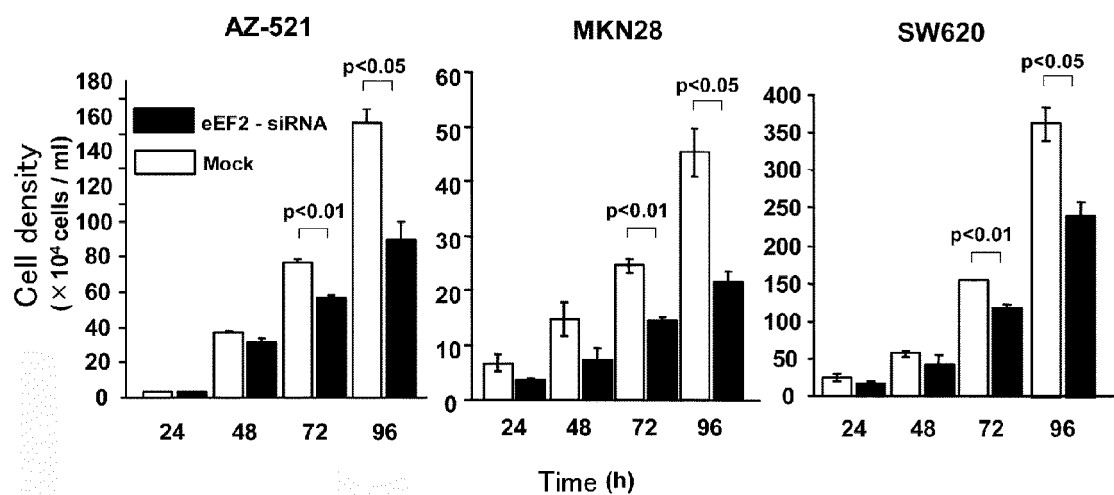 AZ-521
MKN28
SW620
Cell density
(×10⁴ cells / ml)
180
160
140
120
100
80
60
40
20
0
eEF2 - siRNA
Mock
p<0.01
p<0.05
24
48
72
96
60
50
40
30
20
10
0
p<0.01
p<0.05
24
48
72
96
400
350
300
250
200
150
100
50
0
p<0.01
p<0.05
24
48
72
96
Time (h)